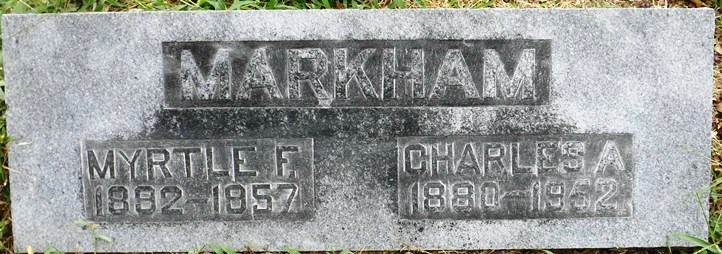 MARKHAM
MYRTLE F.
1882-1957
CHARLES A
1880-1962